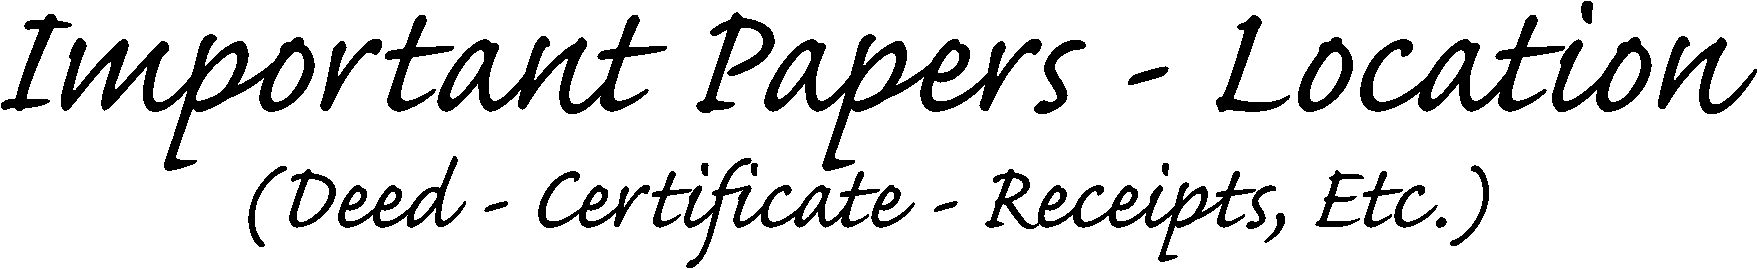 Important Papers - Location
(Deed - Certificate - Receipts, Etc.)